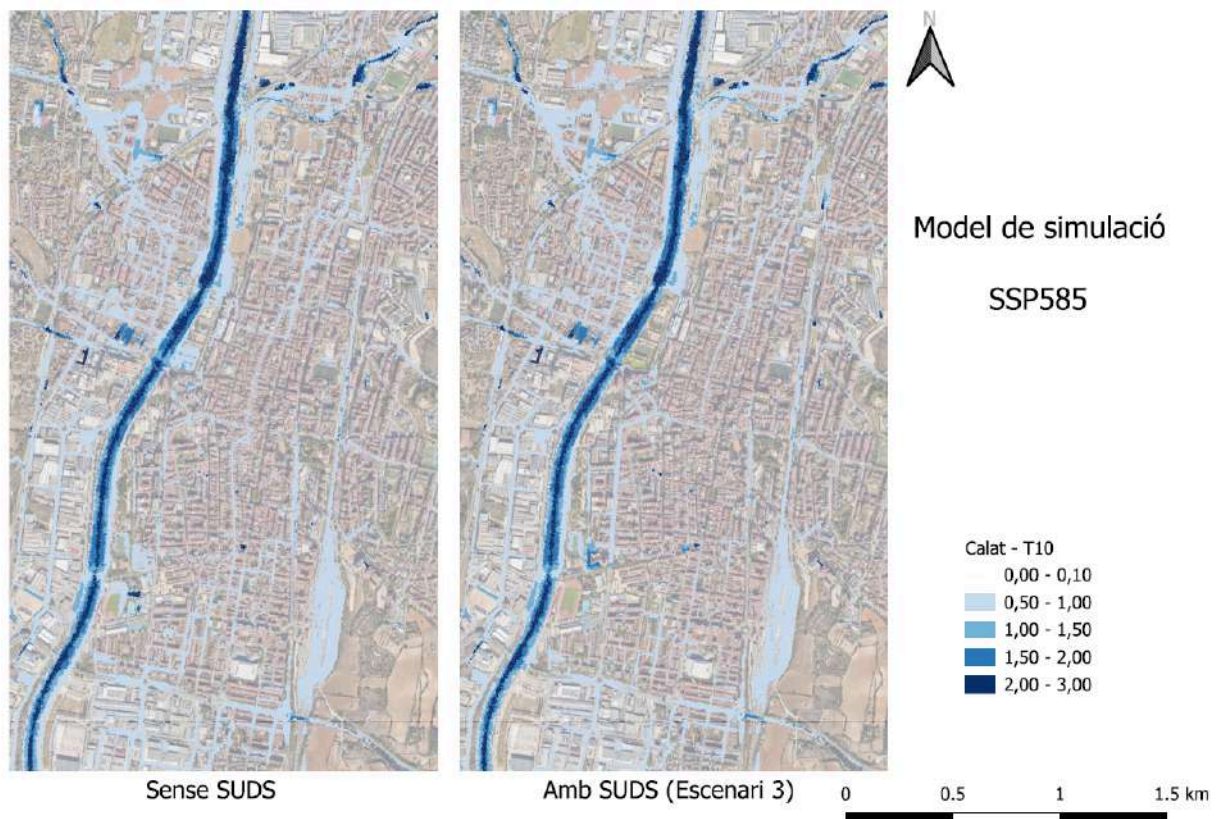 N
Model de simulació
SSP585
Calat - T10
0,00 - 0,10
0,50 - 1,00
1,00 - 1,50
1,50 - 2,00
2,00 - 3,00
Sense SUDS
Amb SUDS (Escenari 3)
0 0.5 1 1.5 km